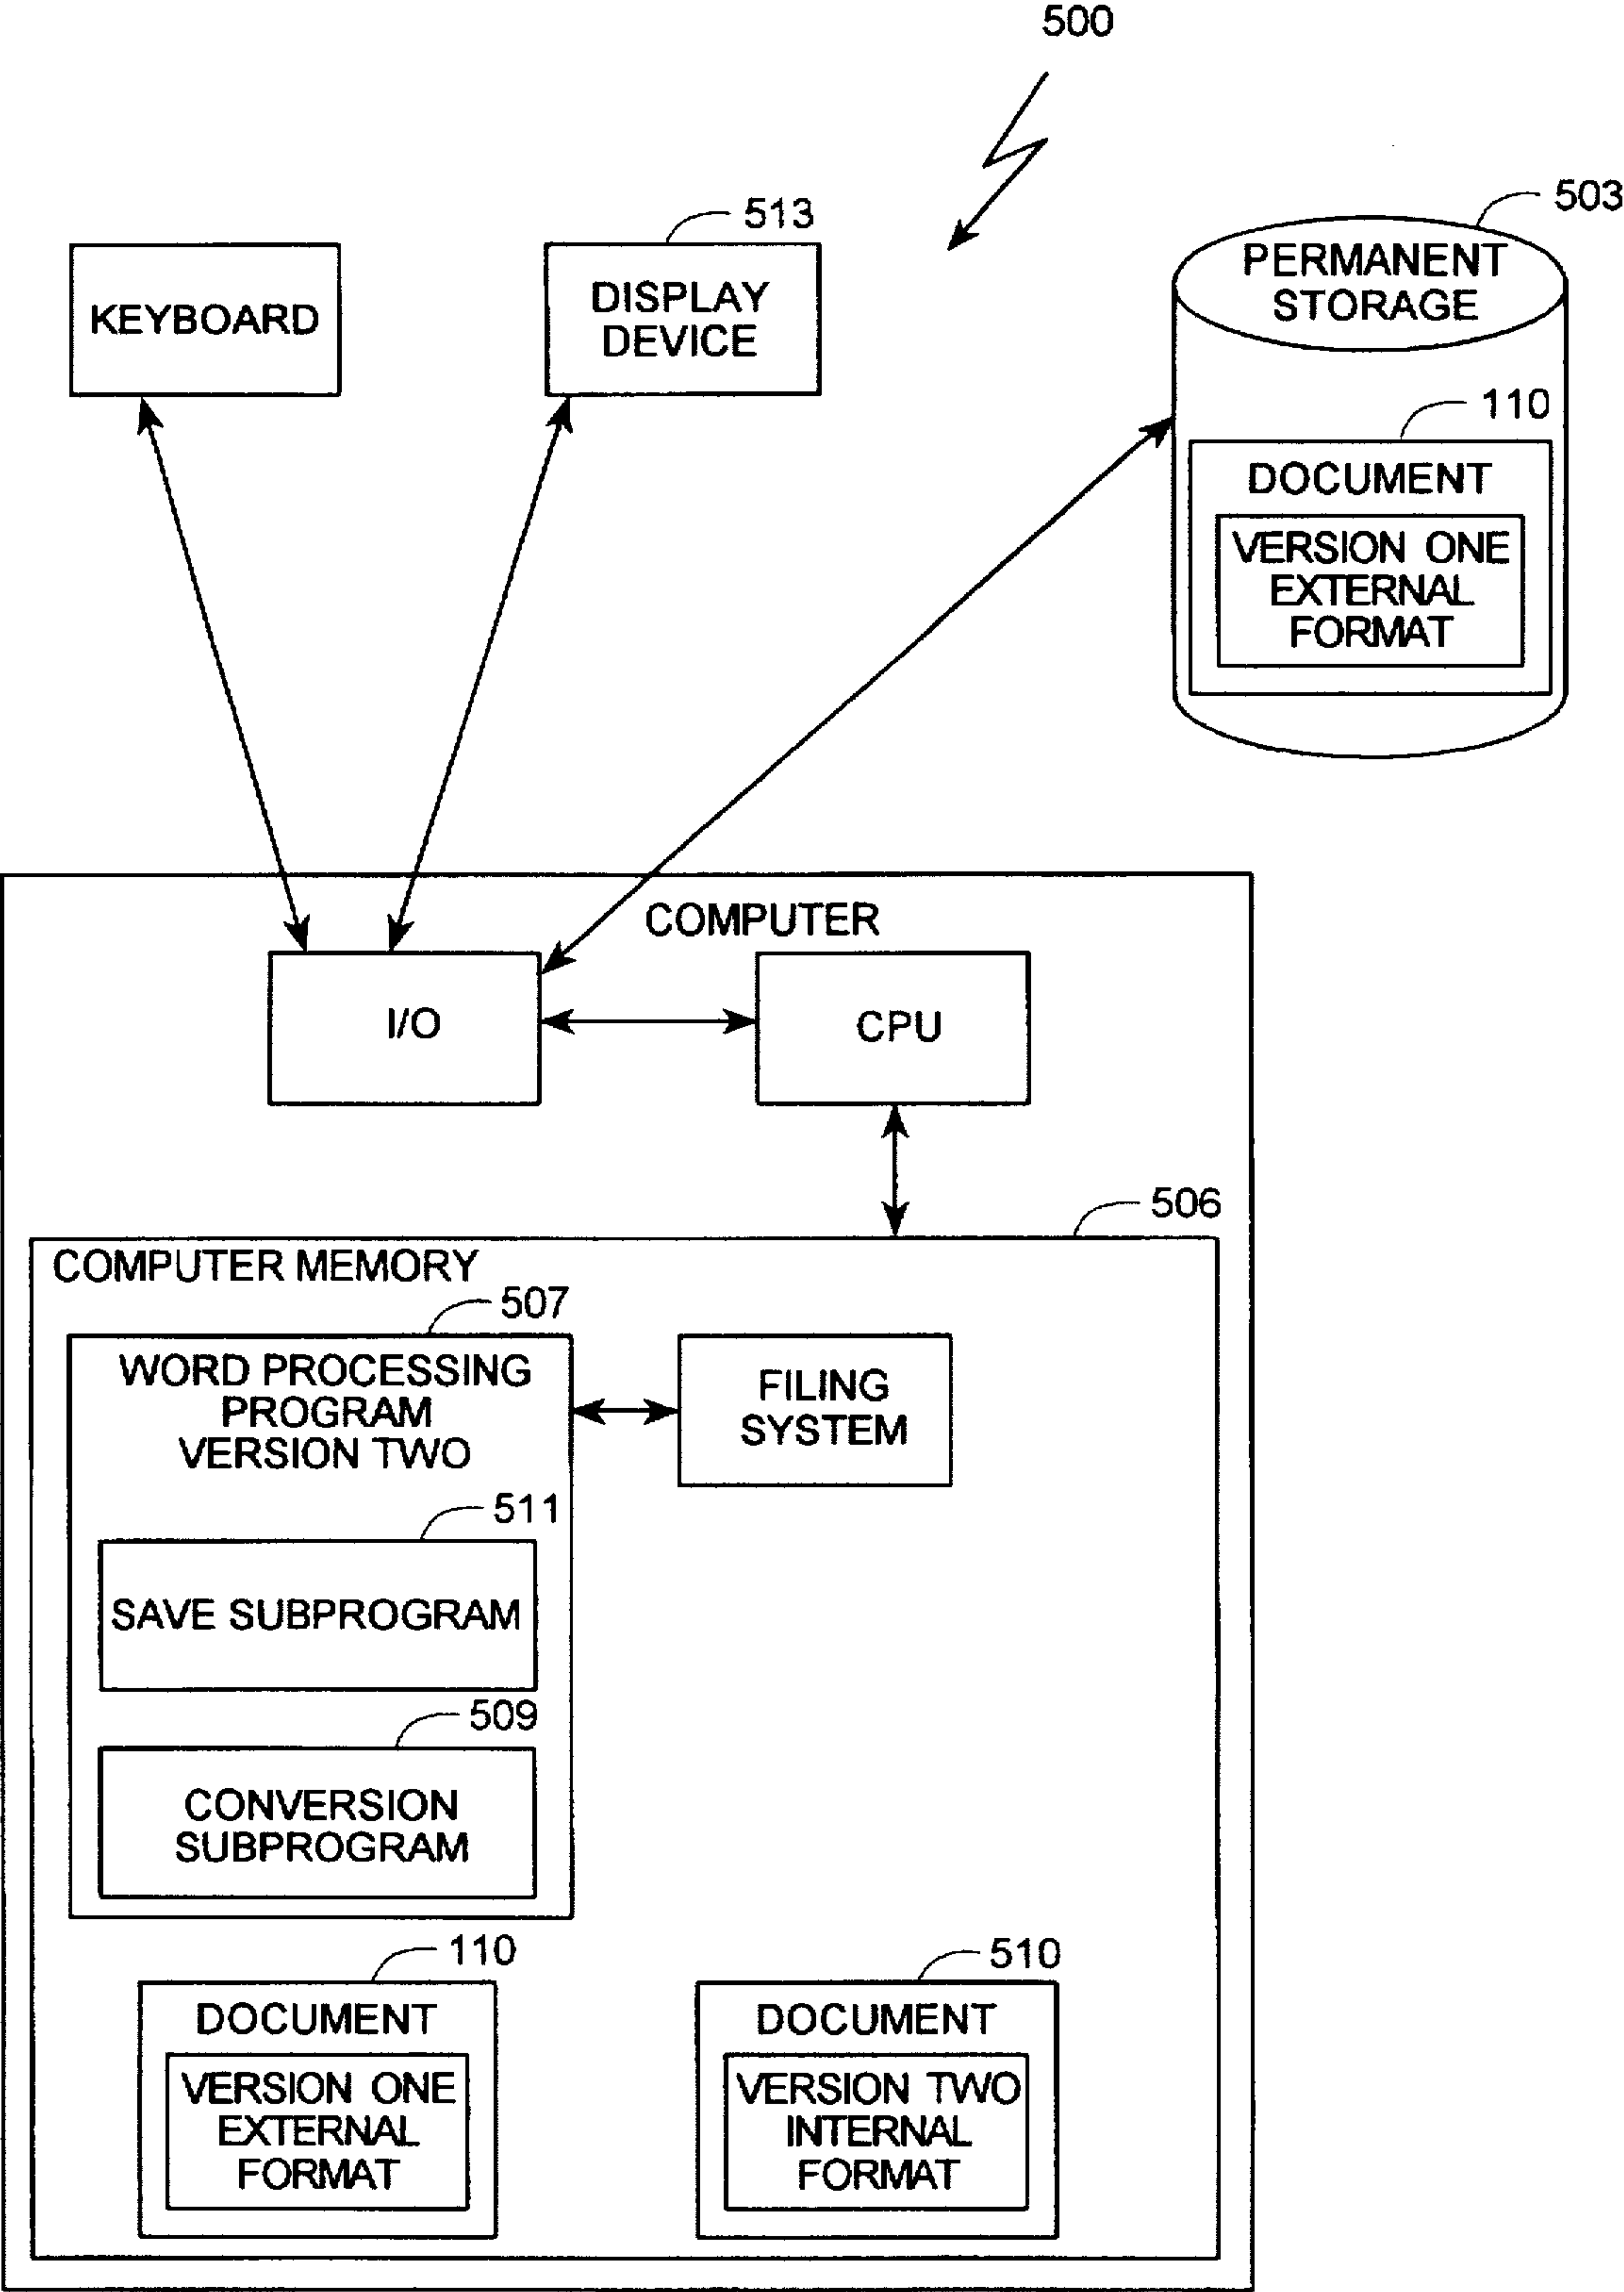 500
513
503
KEYBOARD
DISPLAY
DEVICE
PERMANENT
STORAGE
110
DOCUMENT
VERSION ONE
EXTERNAL
FORMAT
COMPUTER
I/O
CPU
506
COMPUTER MEMORY
507
WORD PROCESSING
PROGRAM
VERSION TWO
FILING
SYSTEM
511
SAVE SUBPROGRAM
509
CONVERSION
SUBPROGRAM
110
DOCUMENT
VERSION ONE
EXTERNAL
FORMAT
510
DOCUMENT
VERSION TWO
INTERNAL
FORMAT